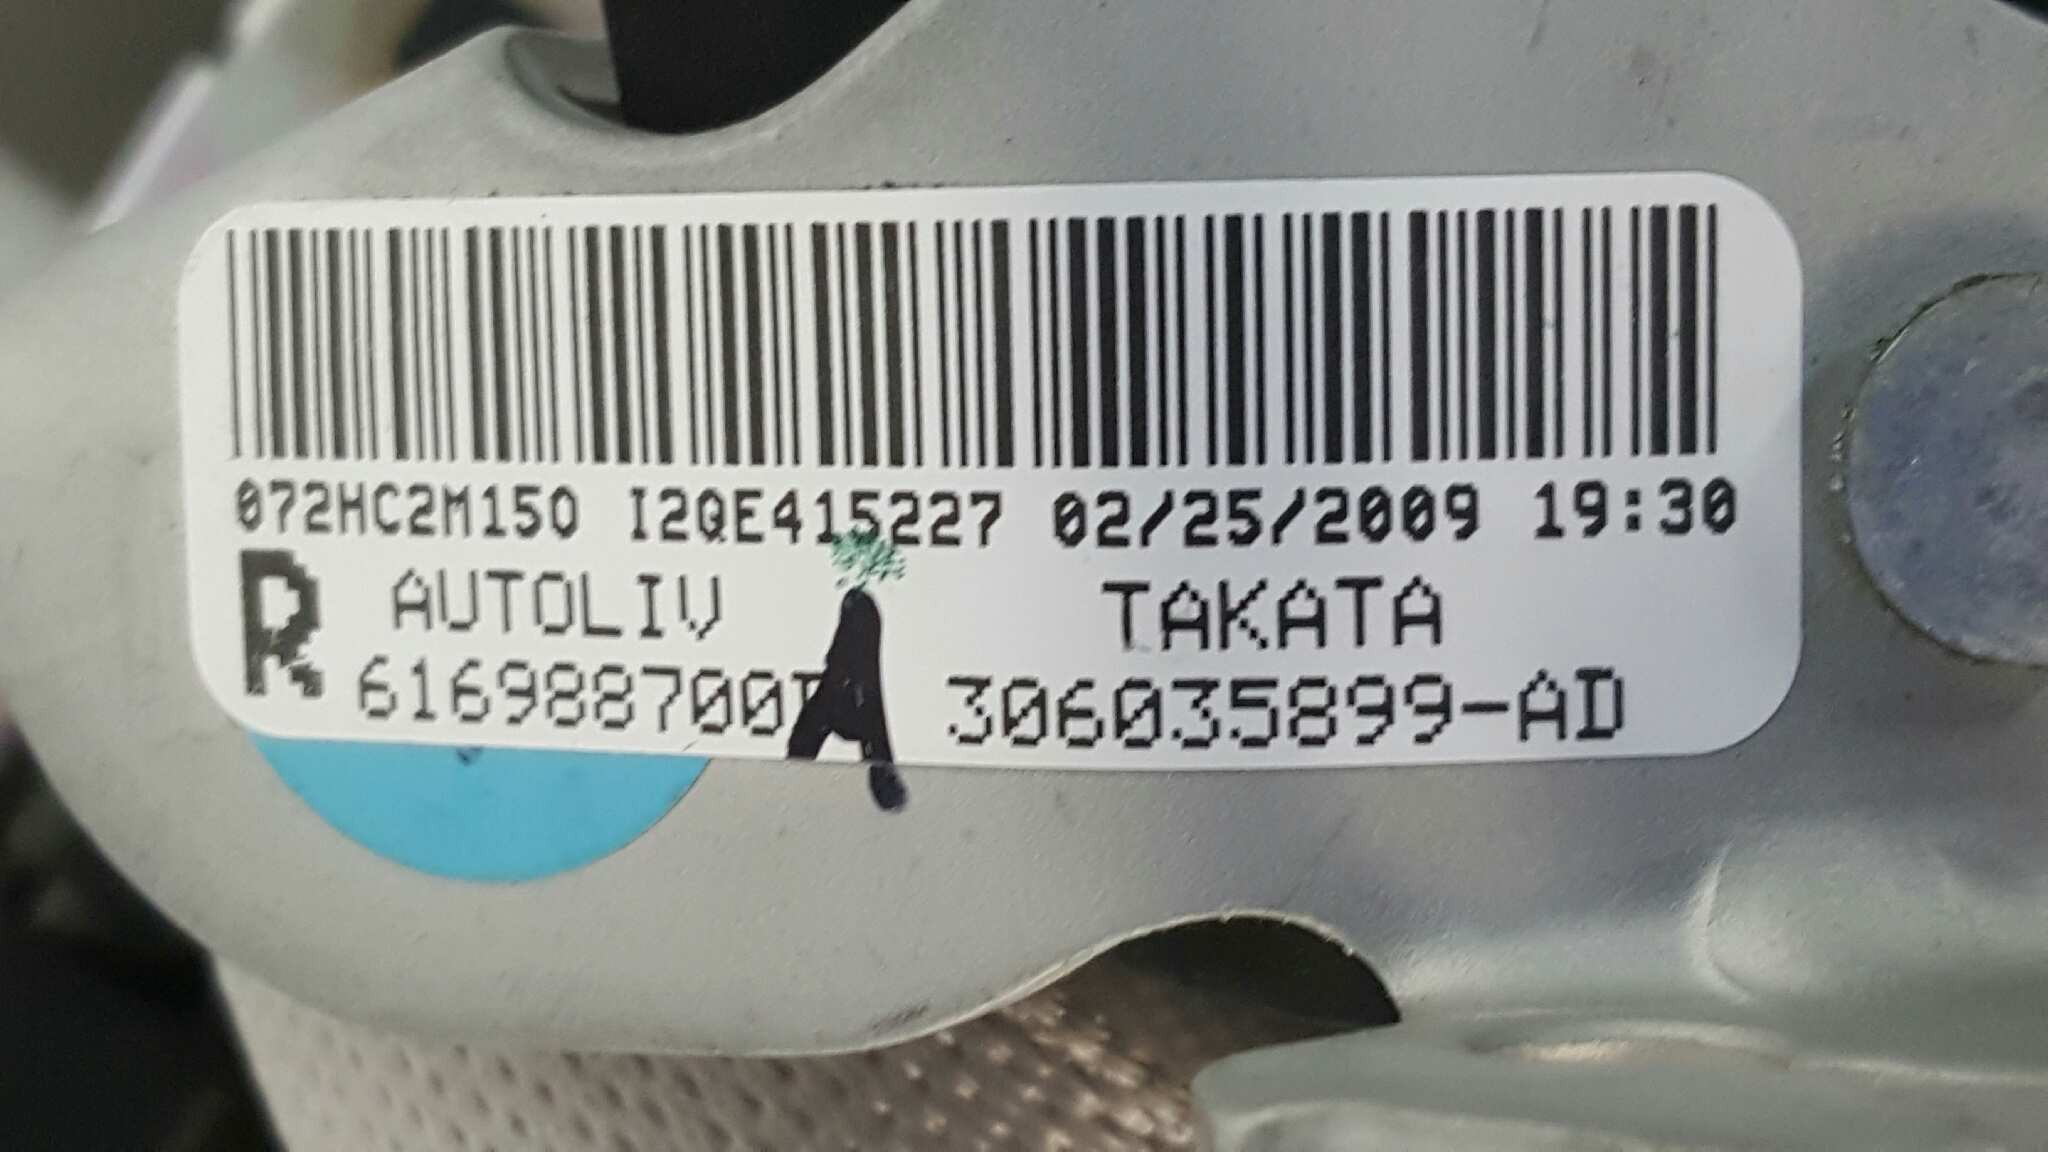 072HC2M150 I2QE415227 02/25/2009 19:30
R AUTOLIV TAKATA
616988700 306035899-AD